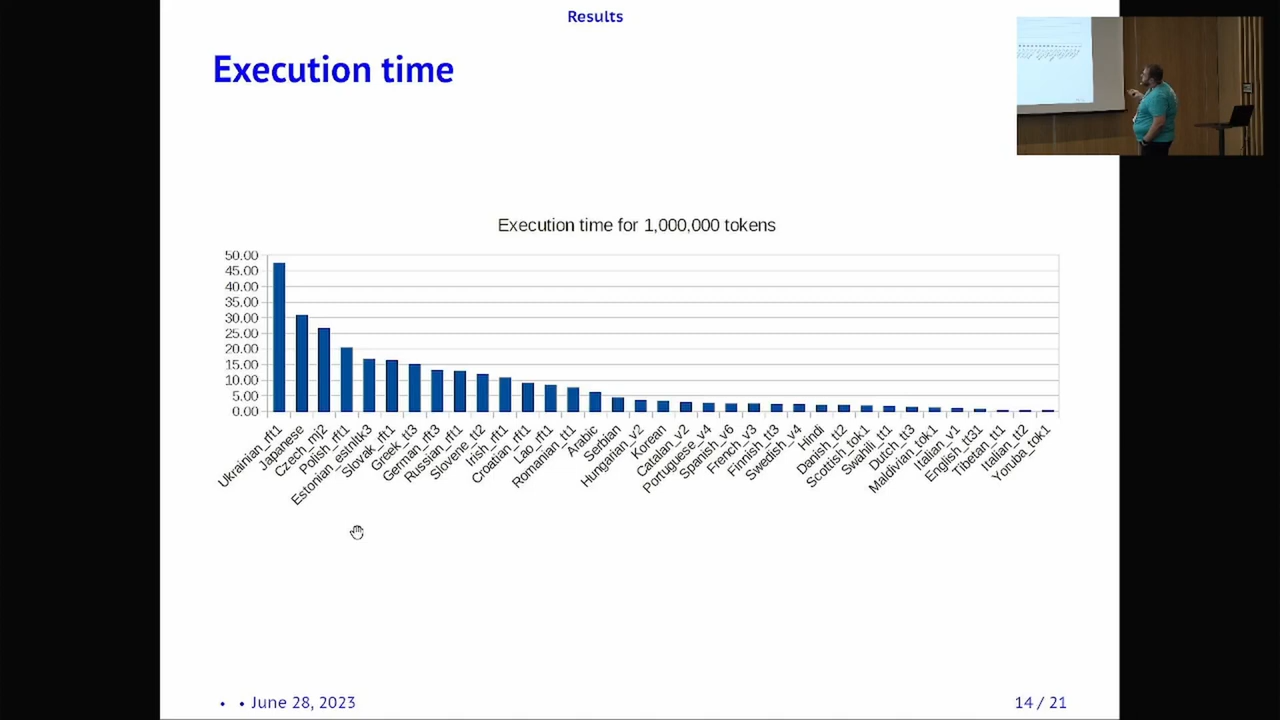 Results
Execution time
Execution time for 1,000,000 tokens
50.00
45.00
40.00
35.00
30.00
25.00
20.00
15.00
10.00
5.00
0.00
Ukrainian_rft1
Japanese
Czech_mj2
Polish_rft1
Estonian_estnltk3
Slovak_rft1
Greek_tt3
German_rft3
Russian_rft1
Slovene_tt2
Irish_rft1
Croatian_rft1
Lao_rft1
Romanian_tt1
Arabic
Serbian
Hungarian_v2
Korean
Catalan_v2
Portuguese_v4
Spanish_v6
French_v3
Finnish_tt3
Swedish_v4
Hindi
Danish_tt2
Scottish_tok1
Swahili_tt1
Dutch_tt3
Maldivian_tok1
Italian_v1
English_tt31
Tibetan_tt1
Italian_tt2
Yoruba_tok1
• • June 28, 2023
14 / 21